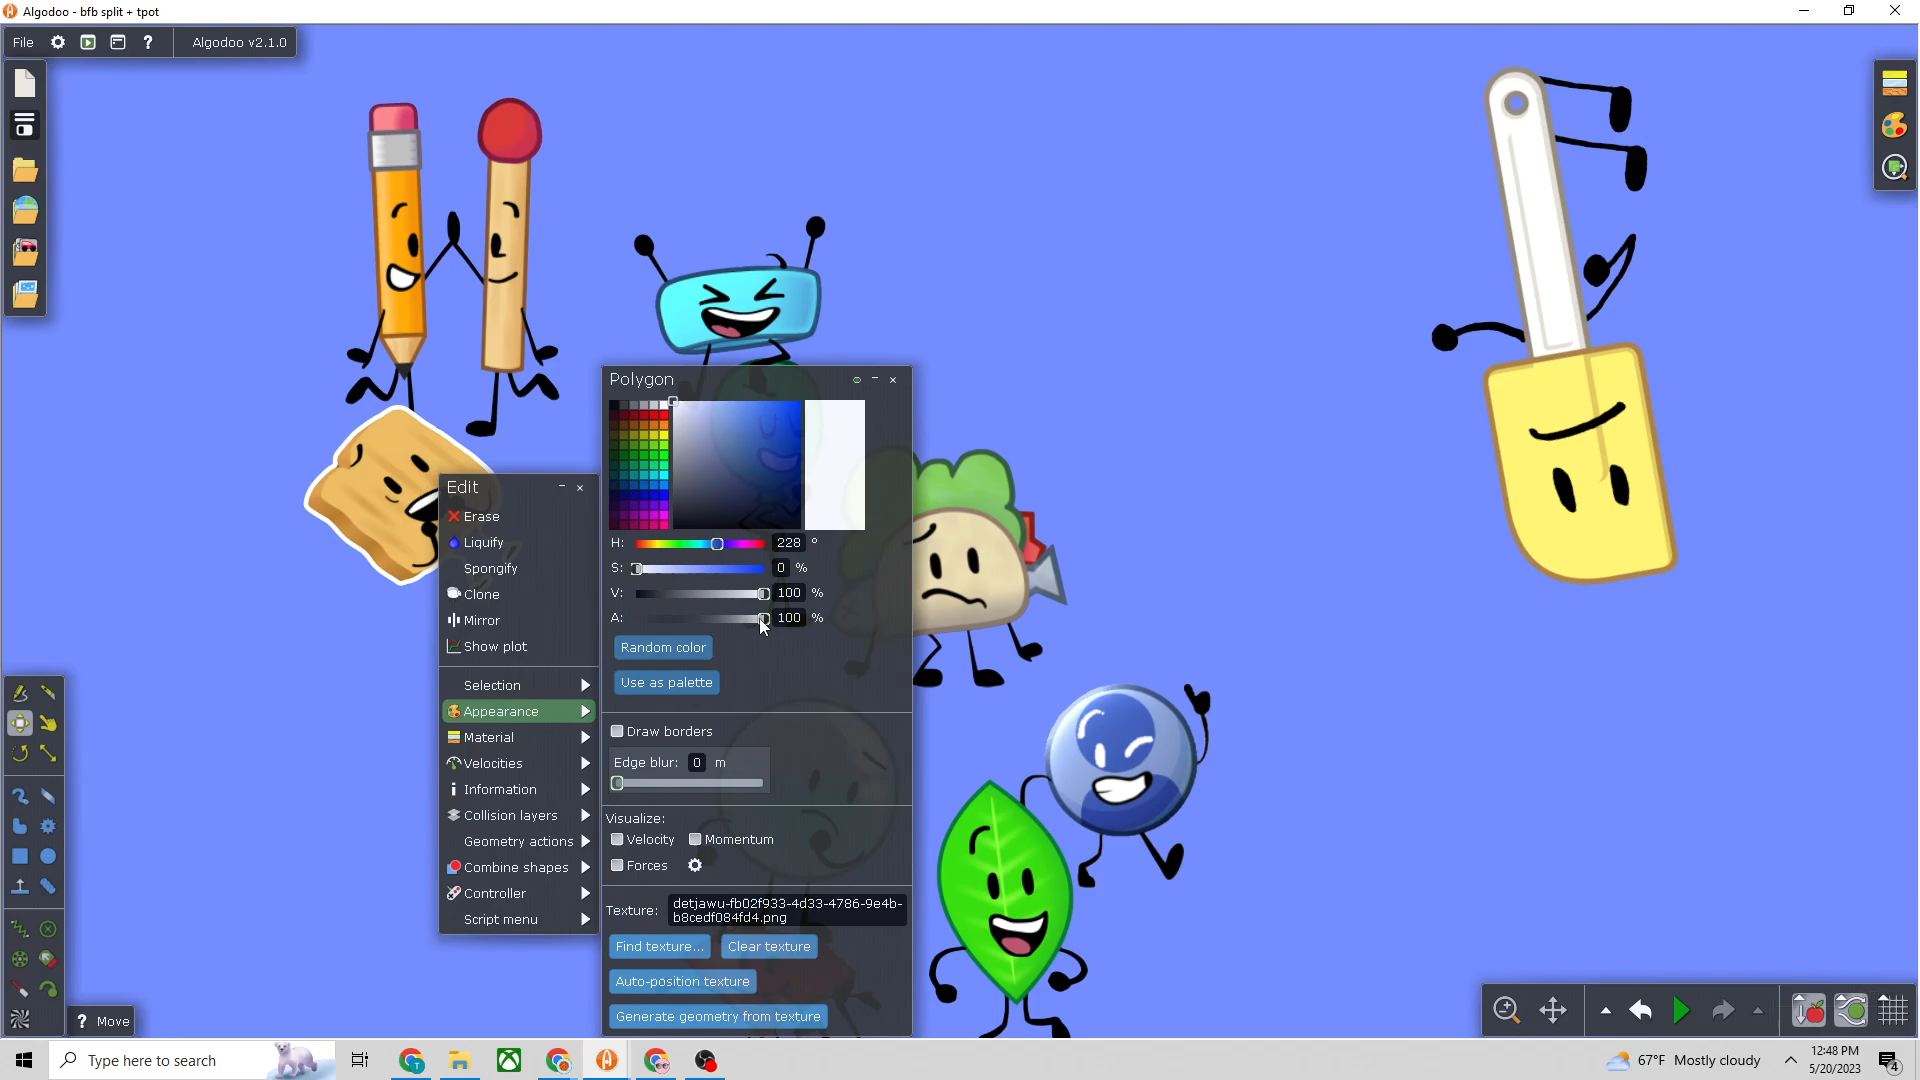 Algodoo - bfb split + tpot
File
?
Algodoo v2.1.0
Edit
Erase
Liquify
Spongify
Clone
Mirror
Show plot
Selection
Appearance
Material
Velocities
Information
Collision layers
Geometry actions
Combine shapes
Controller
Script menu
Polygon
H: 228 °
S: 0 %
V: 100 %
A: 100 %
Random color
Use as palette
Draw borders
Edge blur: 0 m
Visualize:
Velocity Momentum
Forces
Texture: detjawu-fb02f933-4d33-4786-9e4b-
b8cedf084fd4.png
Find texture... Clear texture
Auto-position texture
Generate geometry from texture
? Move
Type here to search
67°F Mostly cloudy
12:48 PM
5/20/2023
4